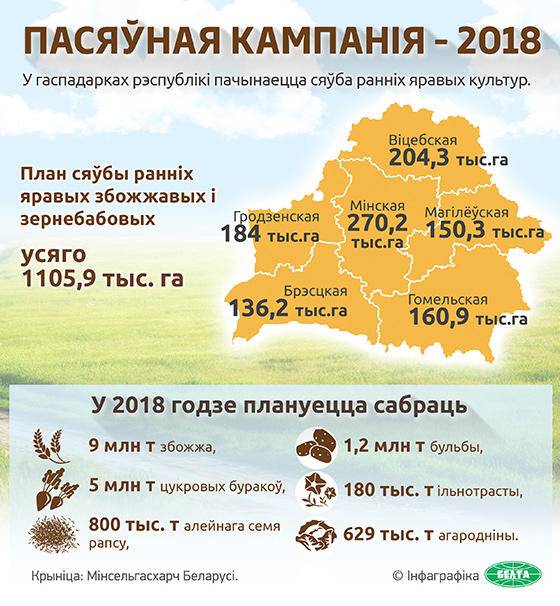 ПАСЯЎНАЯ КАМПАНІЯ - 2018
У гаспадарках рэспублікі пачынаецца сяўба ранніх яравых культур.
План сяўбы ранніх
яравых збожжавых і
зернебабовых
усяго
1105,9 тыс. га
Віцебская
204,3 тыс.га
Гродзенская
184 тыс.га
Мінская
270,2
тыс.га
Магілёўская
150,3 тыс.га
Брэсцкая
136,2 тыс.га
Гомельская
160,9 тыс.га
У 2018 годзе плануецца сабраць
9 млн т збожжа,
5 млн т цукровых буракоў,
800 тыс. т алейнага семя
рапсу,
1,2 млн т бульбы,
180 тыс. т ільнотрасты,
629 тыс. т агародніны.
Крыніца: Мінсельгасхарч Беларусі.
© Інфаграфіка БЕЛТА